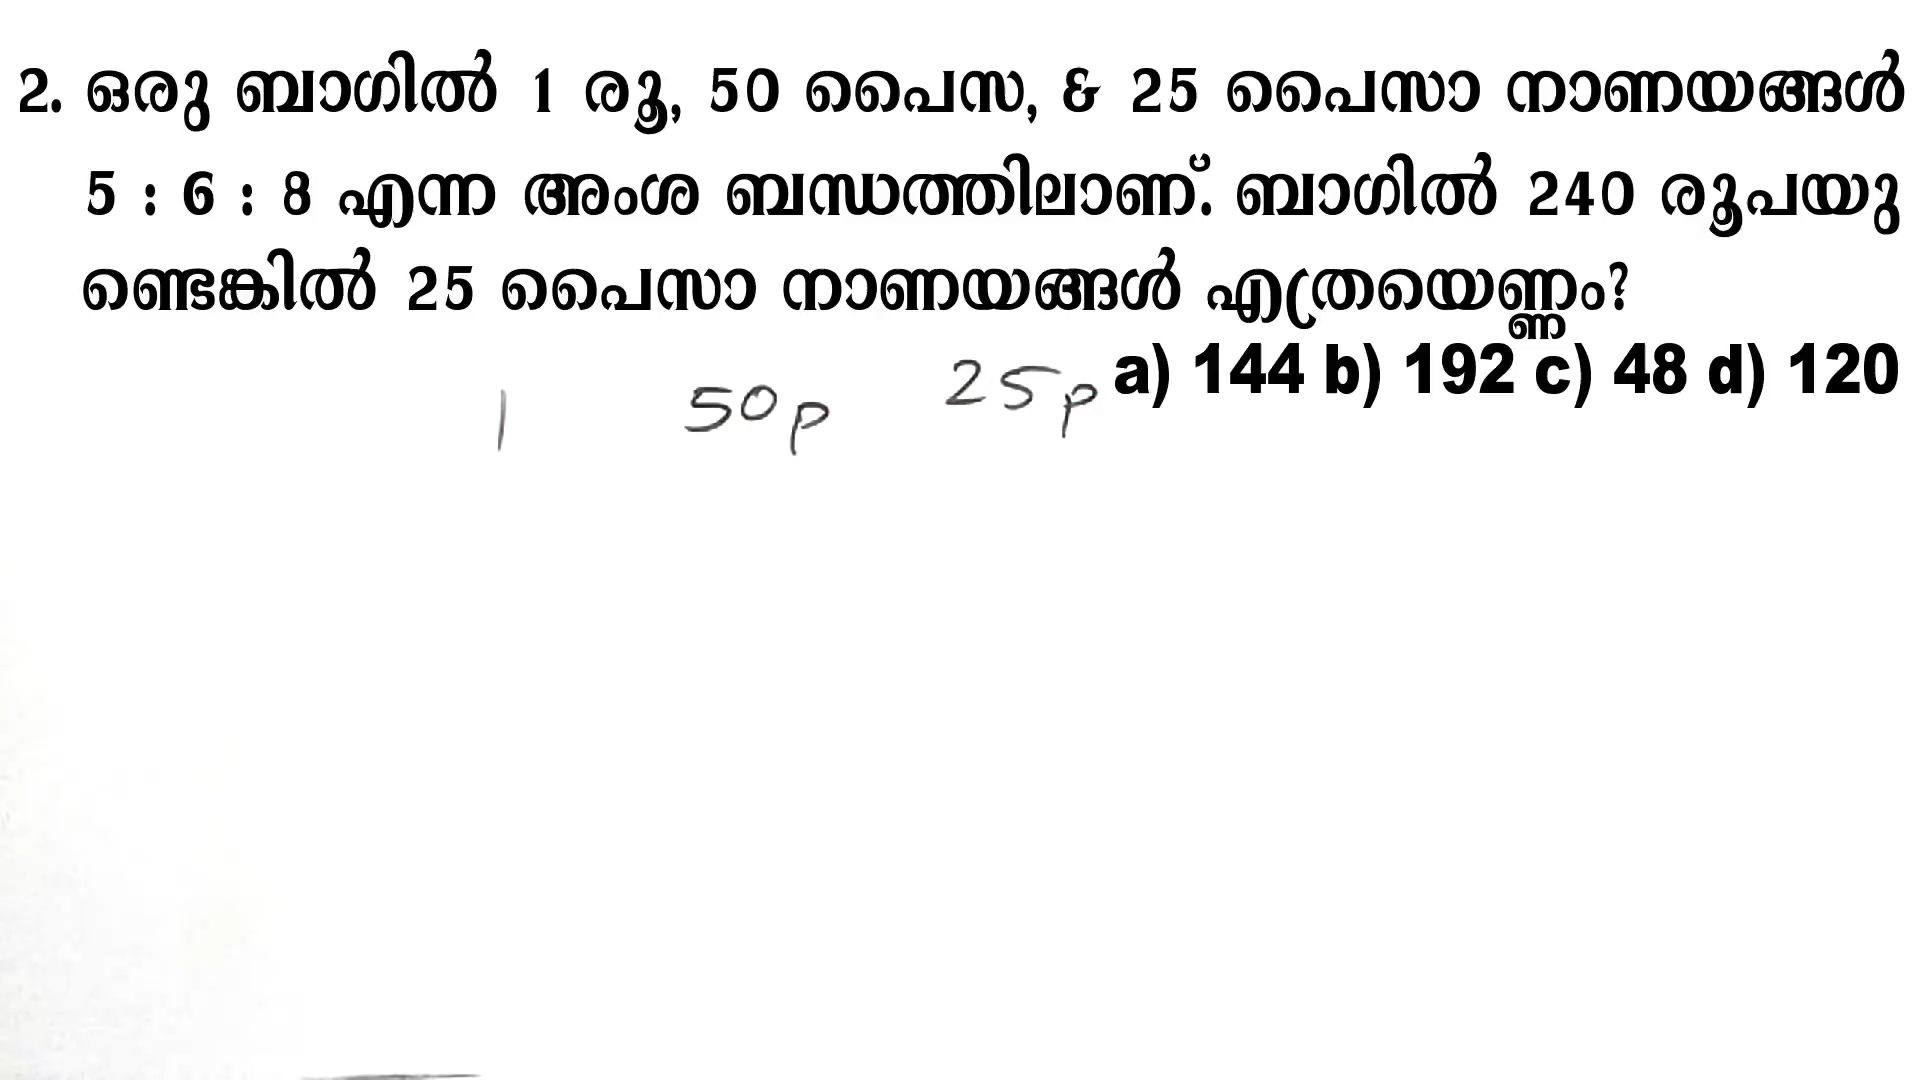 2. ഒരു ബാഗിൽ 1 രൂ, 50 പൈസ, & 25 പൈസാ നാണയങ്ങൾ
5 : 6 : 8 എന്ന അംശ ബന്ധത്തിലാണ്. ബാഗിൽ 240 രൂപയു
ണ്ടെങ്കിൽ 25 പൈസാ നാണയങ്ങൾ എത്രയെണ്ണം?
a) 144 b) 192 c) 48 d) 120
1 50p 25p